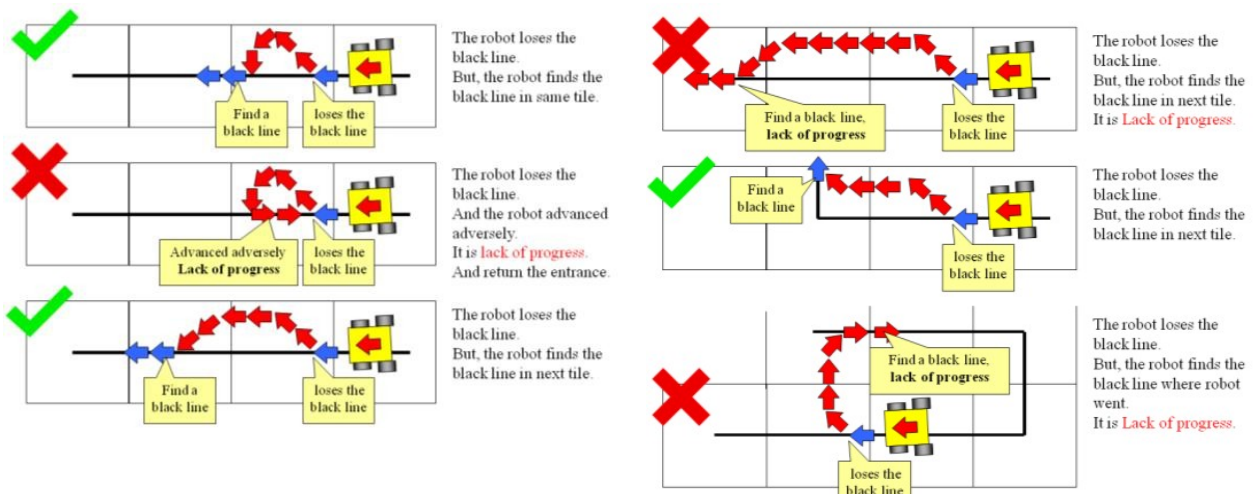 The robot loses the
black line.
But, the robot finds the
black line in same tile.
Find a
black line
loses the
black line
The robot loses the
black line.
And the robot advanced
adversely.
It is lack of progress.
And return the entrance.
Advanced adversely
Lack of progress
loses the
black line
The robot loses the
black line.
But, the robot finds the
black line in next tile.
Find a
black line
loses the
black line
The robot loses the
black line.
But, the robot finds the
black line in next tile.
It is Lack of progress.
Find a black line,
lack of progress
loses the
black line
The robot loses the
black line.
But, the robot finds the
black line in next tile.
Find a
black line
loses the
black line
The robot loses the
black line.
But, the robot finds the
black line where robot
went.
It is Lack of progress.
Find a black line,
lack of progress
loses the
black line